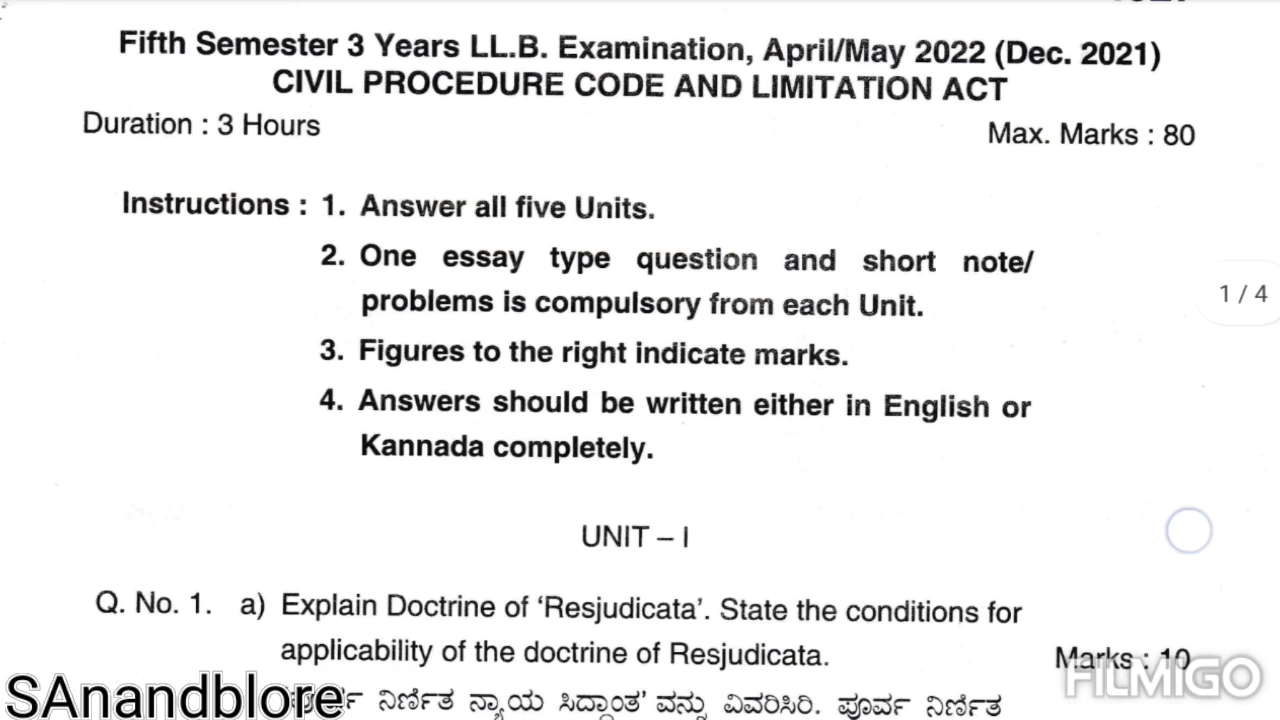 Fifth Semester 3 Years LL.B. Examination, April/May 2022 (Dec. 2021)
CIVIL PROCEDURE CODE AND LIMITATION ACT
Duration : 3 Hours
Max. Marks : 80
Instructions : 1. Answer all five Units.
2. One essay type question and short note/
problems is compulsory from each Unit.
1 / 4
3. Figures to the right indicate marks.
4. Answers should be written either in English or
Kannada completely.
UNIT – I
Q. No. 1. a) Explain Doctrine of ‘Resjudicata’. State the conditions for
applicability of the doctrine of Resjudicata.
Marks : 10
FILMIGO
SAnandblore
ನಿರ್ಣಿತ ನ್ಯಾಯ ಸಿದ್ಧಾಂತ’ ವನ್ನು ವಿವರಿಸಿರಿ. ಪೂರ್ವ ನಿರ್ಣಿತ